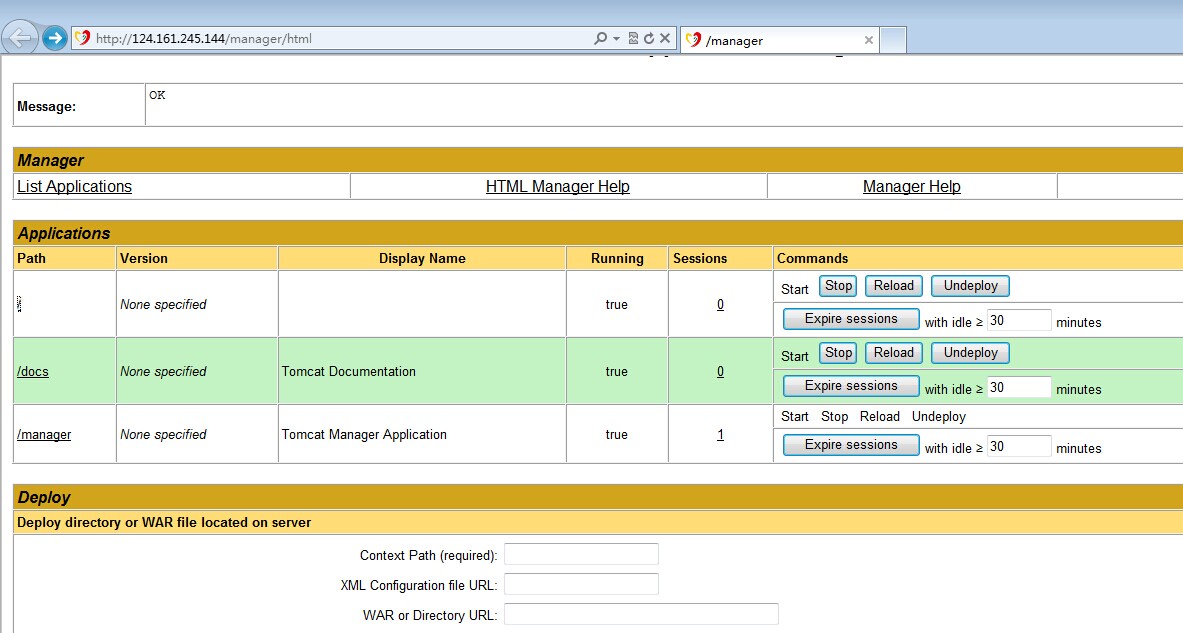 http://124.161.245.144/manager/html
/manager
Message:
OK
Manager
List Applications HTML Manager Help Manager Help
Applications
Path Version Display Name Running Sessions Commands
/ None specified true 0 Start Stop Reload Undeploy
Expire sessions with idle ≥ 30 minutes
/docs None specified Tomcat Documentation true 0 Start Stop Reload Undeploy
Expire sessions with idle ≥ 30 minutes
/manager None specified Tomcat Manager Application true 1 Start Stop Reload Undeploy
Expire sessions with idle ≥ 30 minutes
Deploy
Deploy directory or WAR file located on server
Context Path (required):
XML Configuration file URL:
WAR or Directory URL: